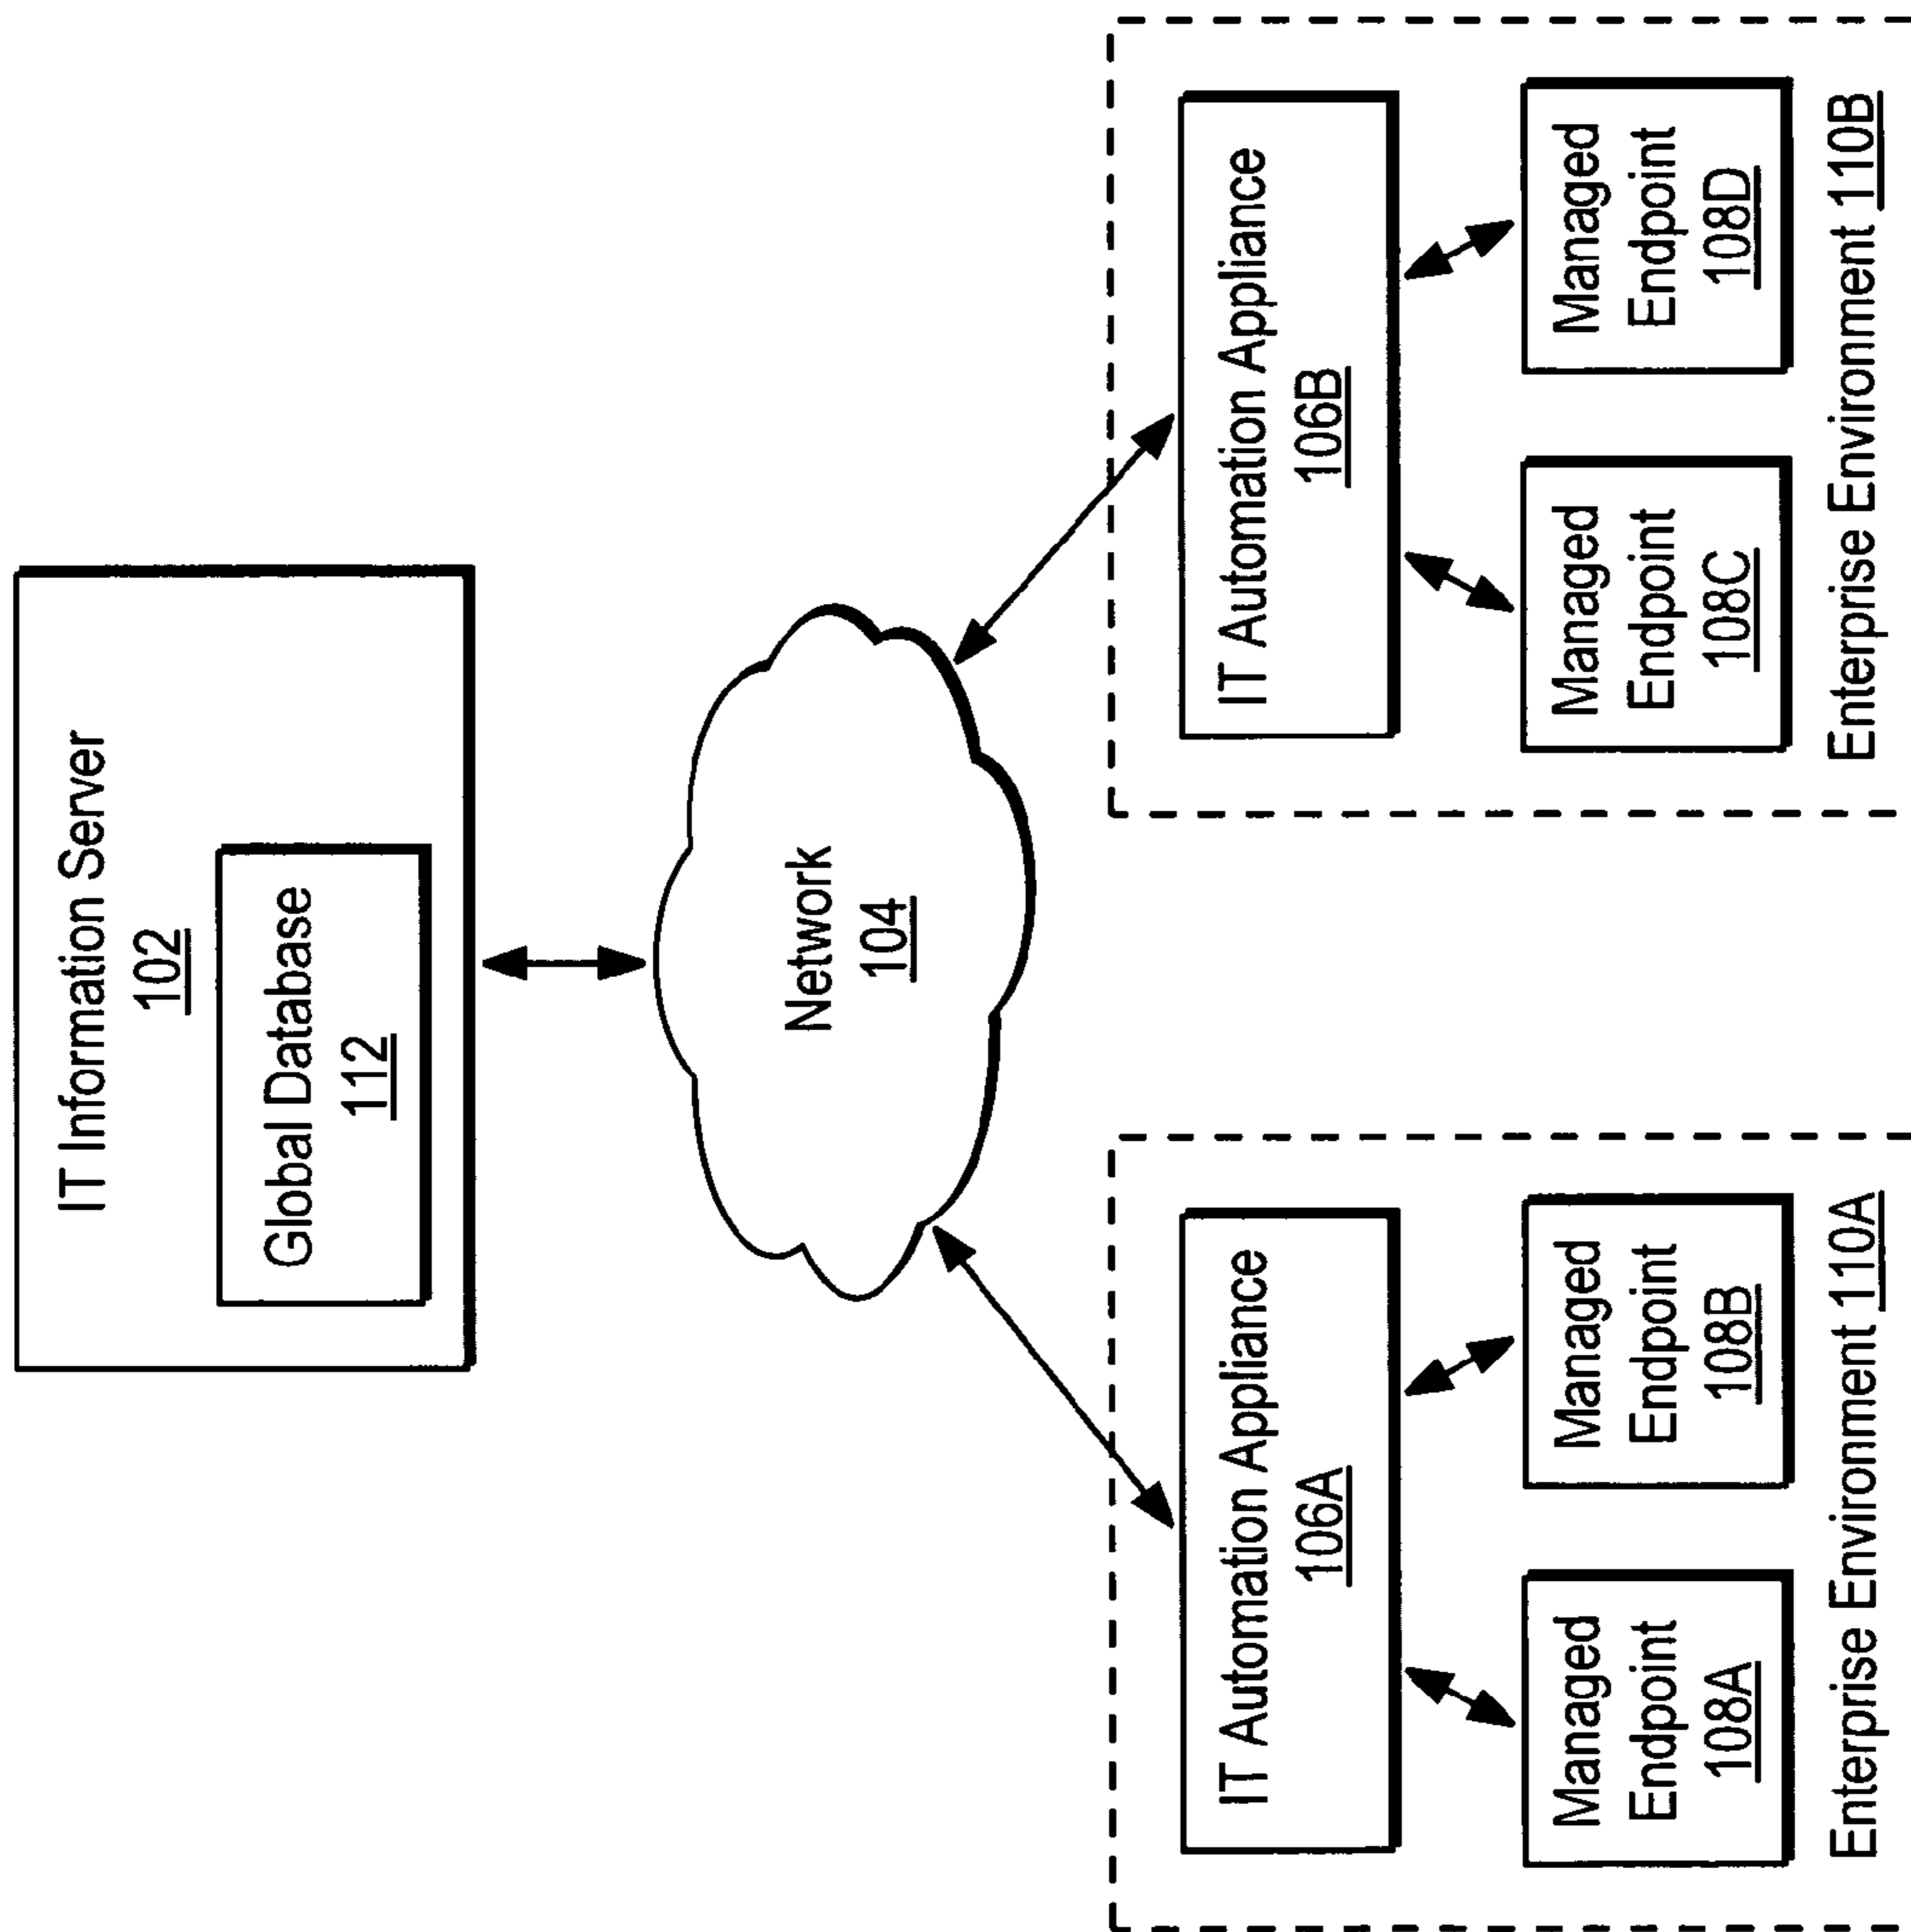 IT Information Server
102
Global Database
112
Network
104
IT Automation Appliance
106A
Managed
Endpoint
108A
Managed
Endpoint
108B
Enterprise Environment 110A
IT Automation Appliance
106B
Managed
Endpoint
108C
Managed
Endpoint
108D
Enterprise Environment 110B